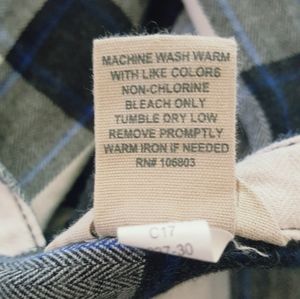 MACHINE WASH WARM
WITH LIKE COLORS
NON-CHLORINE
BLEACH ONLY
TUMBLE DRY LOW
REMOVE PROMPTLY
WARM IRON IF NEEDED
RN# 106803
C17